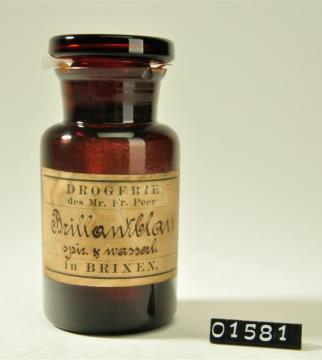 DROGERIE
des Mr. Fr. Peer
Brillantblau
spir. & wasserl.
in BRIXEN.
01581